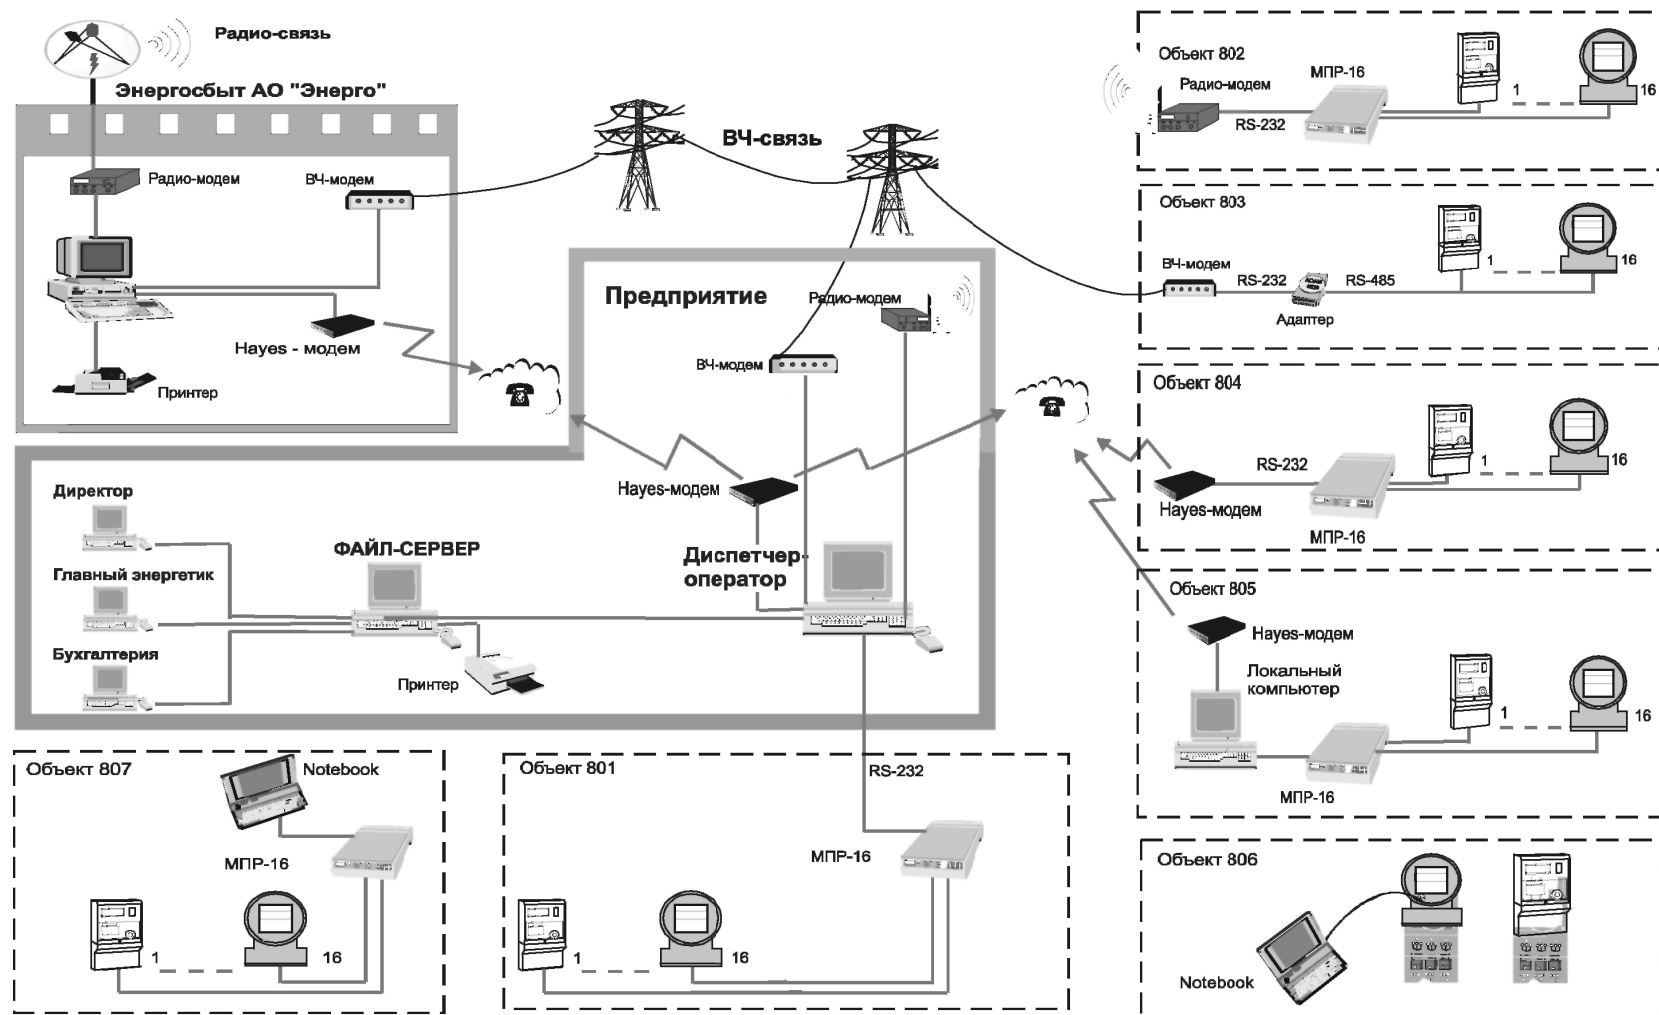 Радио-связь
Энергосбыт АО "Энерго"
Радио-модем
ВЧ-модем
Hayes - модем
Принтер
ВЧ-связь
Предприятие
Радио-модем
ВЧ-модем
Hayes-модем
Диспетчер-
оператор
Директор
ФАЙЛ-СЕРВЕР
Главный энергетик
Бухгалтерия
Принтер
Объект 802
Радио-модем
МПР-16
RS-232
1
16
Объект 803
ВЧ-модем
RS-232
RS-485
Адаптер
1
16
Объект 804
RS-232
Hayes-модем
МПР-16
1
16
Объект 805
Hayes-модем
Локальный
компьютер
МПР-16
1
16
Объект 807
Notebook
МПР-16
1
16
Объект 801
RS-232
МПР-16
1
16
Объект 806
Notebook